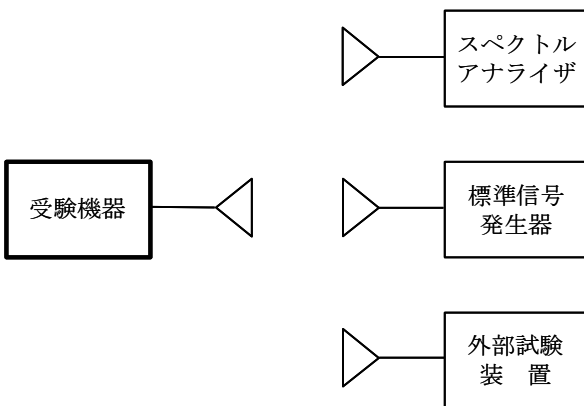 スペクトル
アナライザ
受験機器
標準信号
発生器
外部試験
装　置